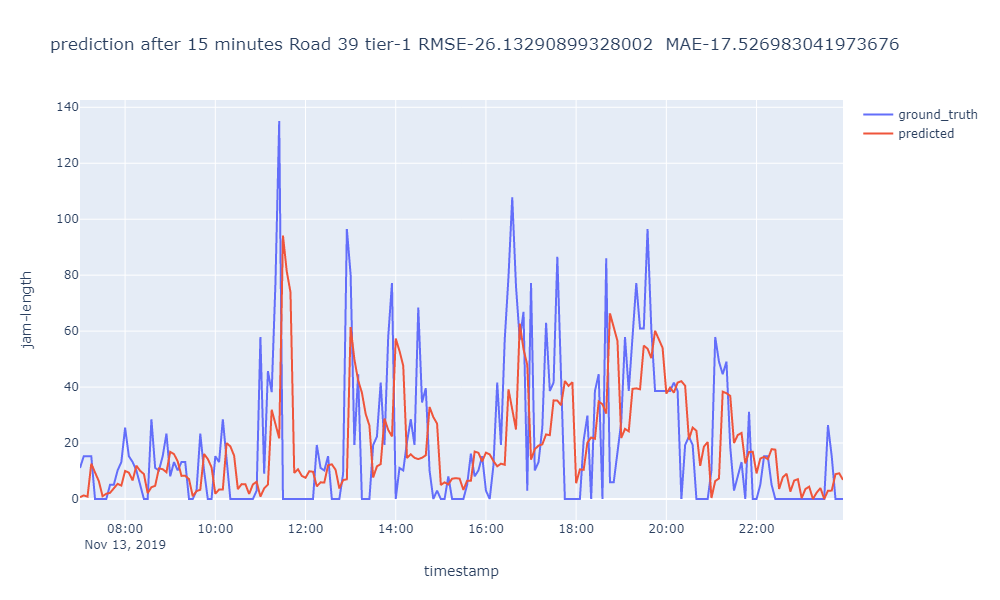 prediction after 15 minutes Road 39 tier-1 RMSE-26.13290899328002  MAE-17.526983041973676
ground_truth
predicted
jam-length
140
120
100
80
60
40
20
0
08:00
10:00
12:00
14:00
16:00
18:00
20:00
22:00
Nov 13, 2019
timestamp